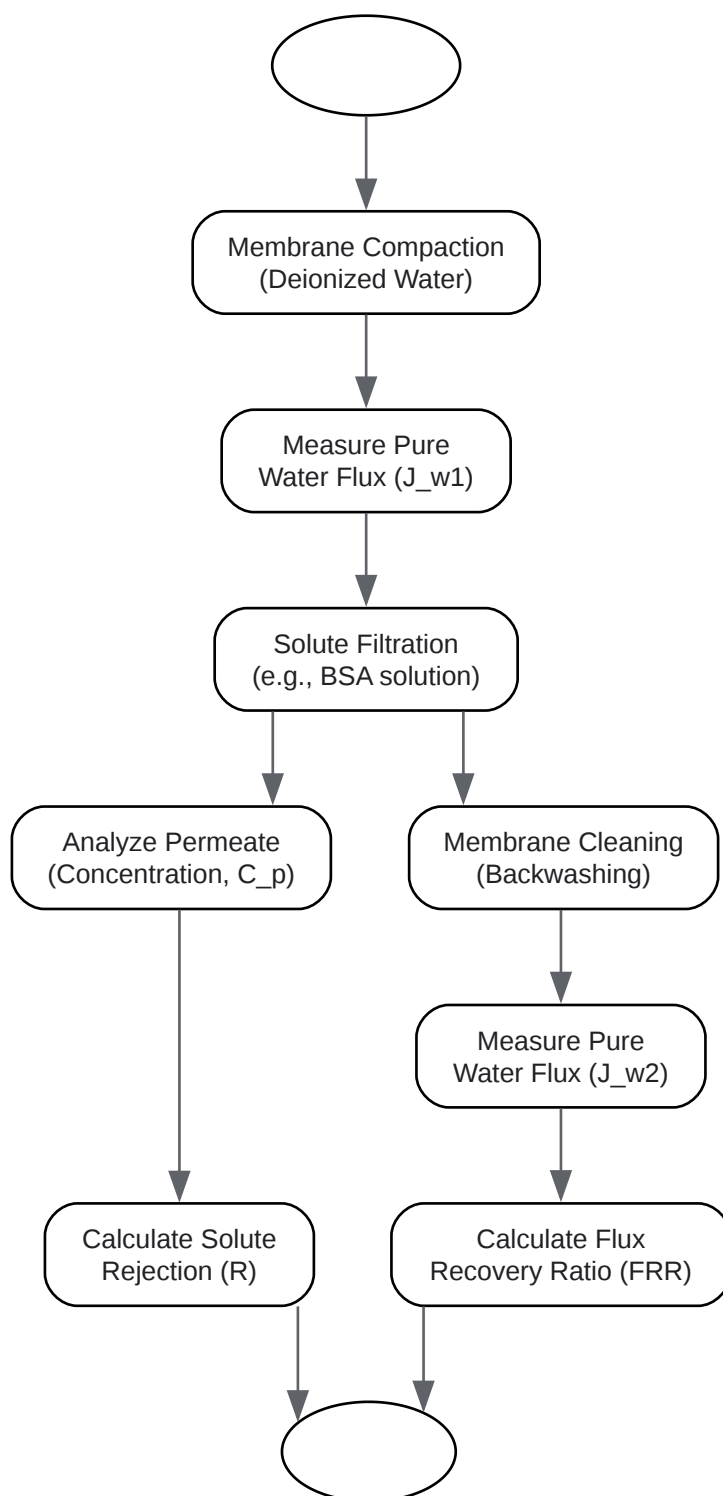 Membrane Compaction
(Deionized Water)
Measure Pure
Water Flux (J_w1)
Solute Filtration
(e.g., BSA solution)
Analyze Permeate
(Concentration, C_p)
Membrane Cleaning
(Backwashing)
Measure Pure
Water Flux (J_w2)
Calculate Solute
Rejection (R)
Calculate Flux
Recovery Ratio (FRR)